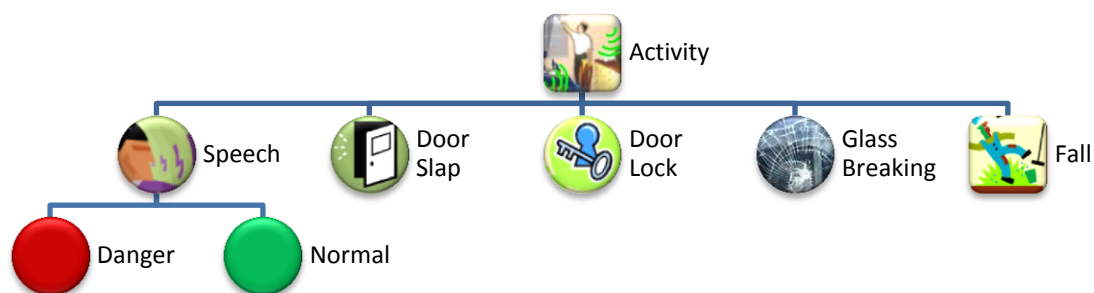 Activity
Speech
Door
Slap
Door
Lock
Glass
Breaking
Fall
Danger
Normal